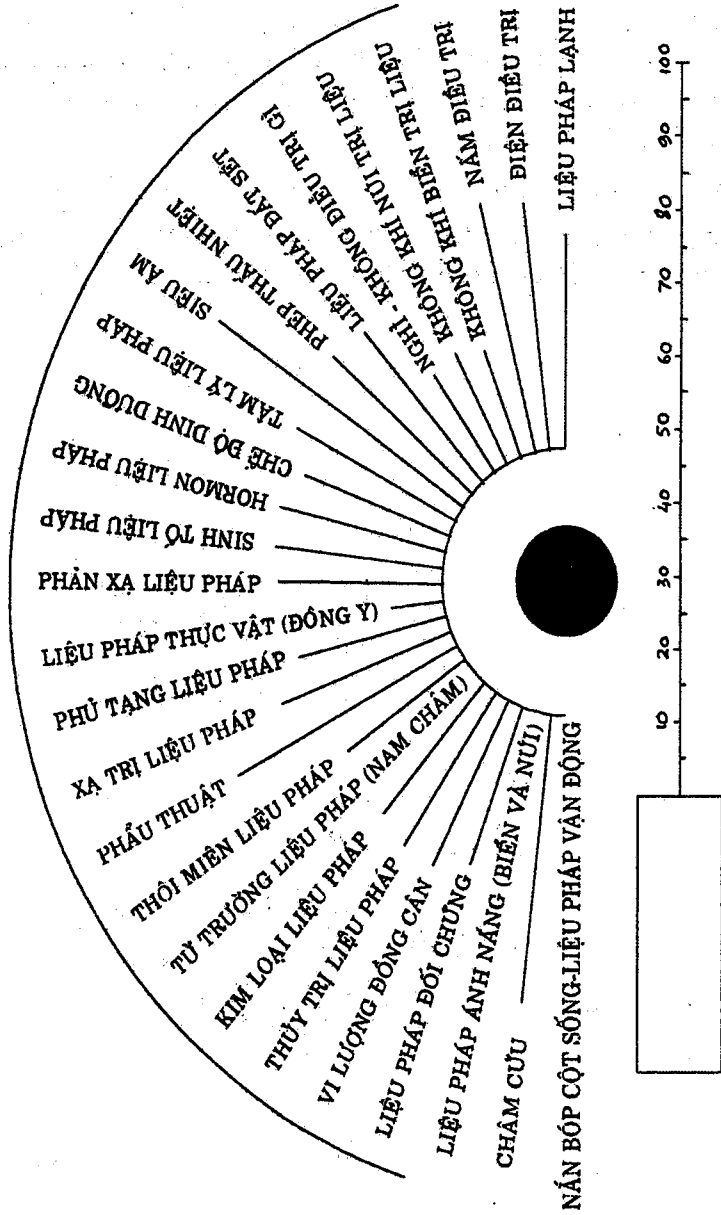 NẮN BÓP CỘT SỐNG-LIỆU PHÁP VẬN ĐỘNG
CHÂM CỨU
LIỆU PHÁP ÁNH NẮNG (BIỂN VÀ NÚI)
LIỆU PHÁP ĐỐI CHỨNG
VI LƯỢNG ĐỒNG CÂN
THỦY TRỊ LIỆU PHÁP
KIM LOẠI LIỆU PHÁP
TỪ TRƯỜNG LIỆU PHÁP (NAM CHÂM)
THÔI MIÊN LIỆU PHÁP
PHẪU THUẬT
XẠ TRỊ LIỆU PHÁP
PHỦ TẠNG LIỆU PHÁP
LIỆU PHÁP THỰC VẬT (ĐÔNG Y)
PHẢN XẠ LIỆU PHÁP
SINH TỐ LIỆU PHÁP
HORMON LIỆU PHÁP
CHẾ ĐỘ DINH DƯỠNG
TÂM LÝ LIỆU PHÁP
SIÊU ÂM
PHÉP THẤU NHIỆT
LIỆU PHÁP ĐẤT SÉT
NGHỈ - KHÔNG ĐIỀU TRỊ GÌ
KHÔNG KHÍ NÚI TRỊ LIỆU
KHÔNG KHÍ BIỂN TRỊ LIỆU
NẤM ĐIỀU TRỊ
ĐIỆN ĐIỀU TRỊ
LIỆU PHÁP LẠNH
10 20 30 40 50 60 70 80 90 100